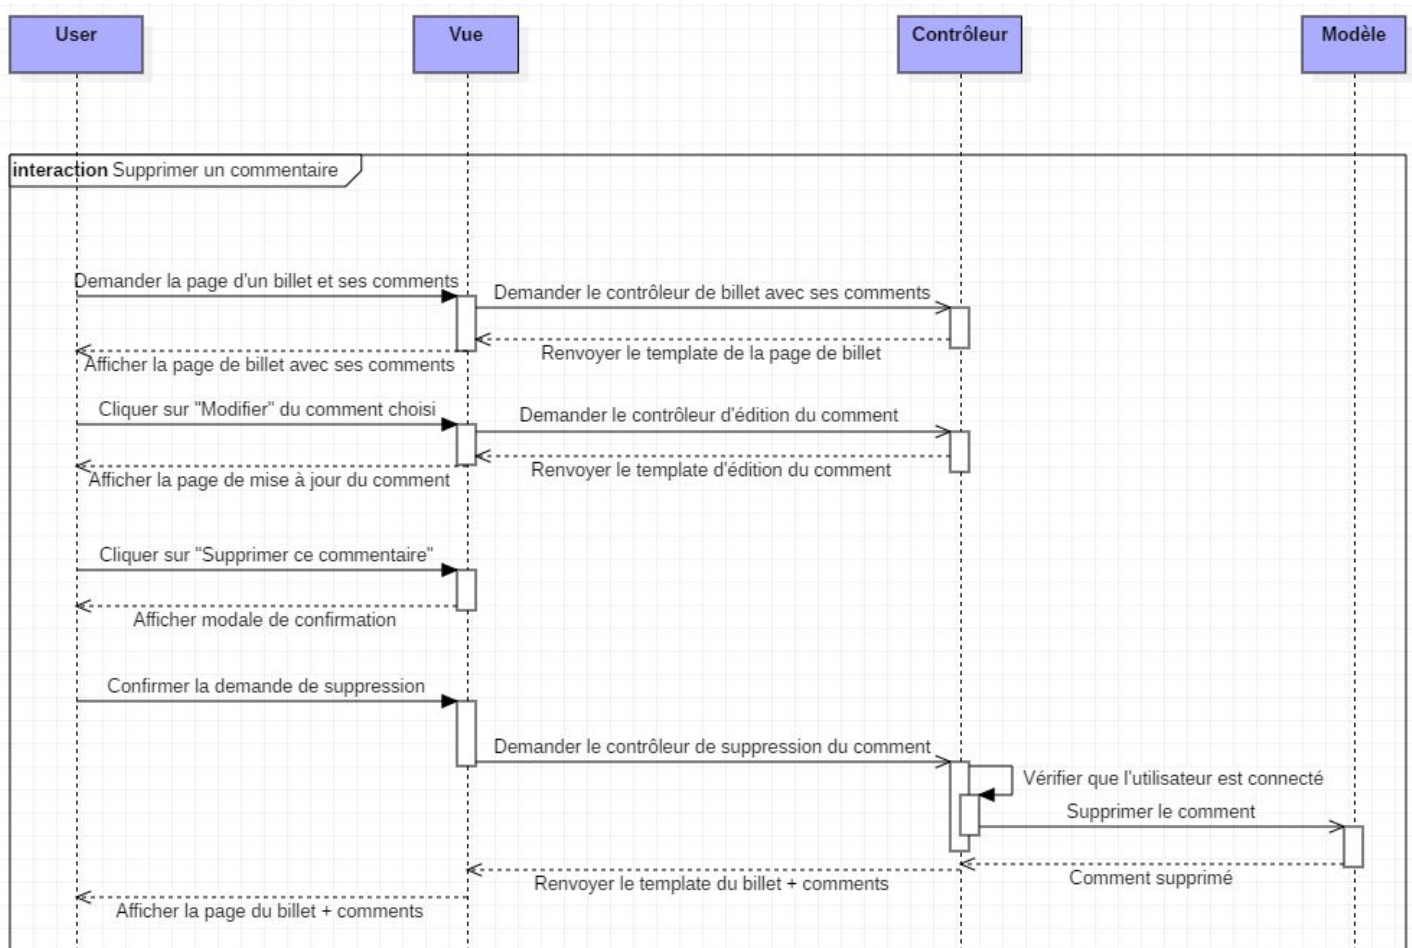 User
Vue
Contrôleur
Modèle
interaction Supprimer un commentaire
Demander la page d'un billet et ses comments
Demander le contrôleur de billet avec ses comments
Renvoyer le template de la page de billet
Afficher la page de billet avec ses comments
Cliquer sur "Modifier" du comment choisi
Demander le contrôleur d'édition du comment
Renvoyer le template d'édition du comment
Afficher la page de mise à jour du comment
Cliquer sur "Supprimer ce commentaire"
Afficher modale de confirmation
Confirmer la demande de suppression
Demander le contrôleur de suppression du comment
Vérifier que l'utilisateur est connecté
Supprimer le comment
Comment supprimé
Renvoyer le template du billet + comments
Afficher la page du billet + comments